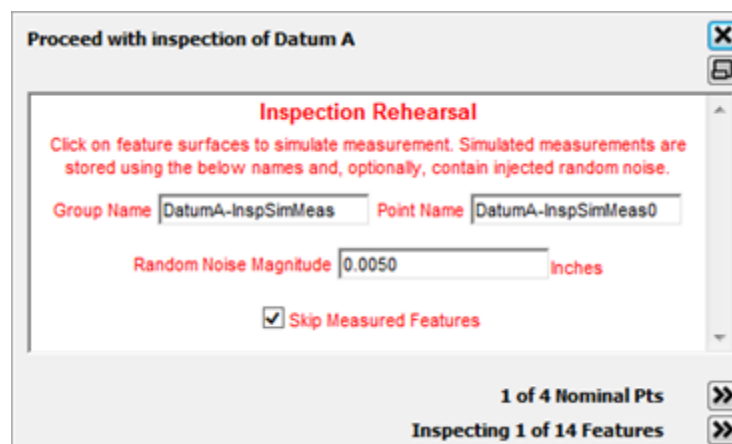 Proceed with inspection of Datum A
Inspection Rehearsal
Click on feature surfaces to simulate measurement. Simulated measurements are
stored using the below names and, optionally, contain injected random noise.
Group Name DatumA-InspSimMeas Point Name DatumA-InspSimMeas0
Random Noise Magnitude 0.0050 Inches
Skip Measured Features
1 of 4 Nominal Pts
Inspecting 1 of 14 Features